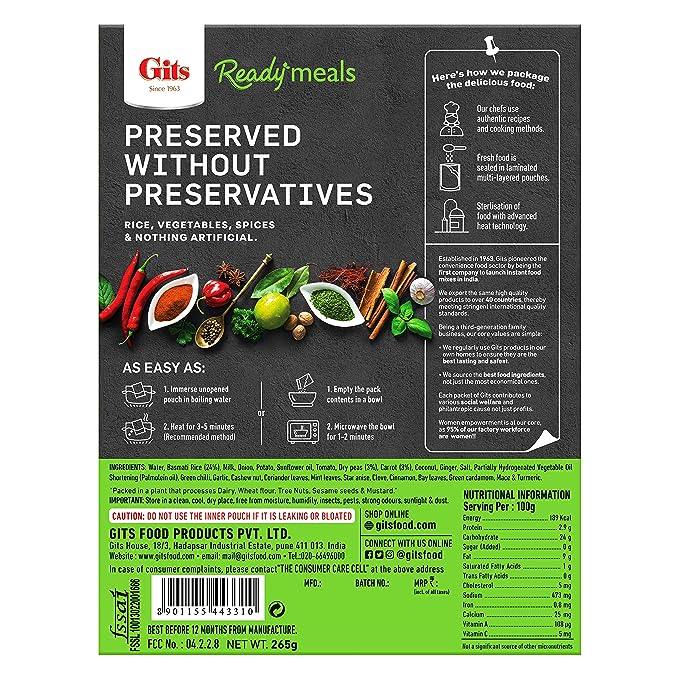 Gits
Since 1963
Ready meals
PRESERVED
WITHOUT
PRESERVATIVES
RICE, VEGETABLES, SPICES
& NOTHING ARTIFICIAL.
AS EASY AS:
1. Immerse unopened
pouch in boiling water
2. Heat for 3-5 minutes
(Recommended method)
or
1. Empty the pack
contents in a bowl
2. Microwave the bowl
for 1-2 minutes
Here's how we package
the delicious food:
Our chefs use
authentic recipes
and cooking methods.
Fresh food is
sealed in laminated
multi-layered pouches.
Sterilisation of
food with advanced
heat technology.
Established in 1963, Gits pioneered the
convenience food sector by being the
first company to launch instant food
mixes in India.
We export the same high quality
products to over 40 countries, thereby
meeting stringent international quality
standards.
Being a third-generation family
business, our core values are simple:
• We regularly use Gits products in our
own homes to ensure they are the
best tasting and safest.
• We source the best food ingredients,
not just the most economical ones.
Each packet of Gits contributes to
various social welfare and
philantropic cause not just profits.
Women empowerment is at our core,
as 95% of our factory workforce
are women!!
INGREDIENTS: Water, Basmati Rice (24%), Milk, Onion, Potato, Sunflower oil, Tomato, Dry peas (3%), Carrot (3%), Coconut, Ginger, Salt, Partially Hydrogenated Vegetable Oil
Shortening (Palmolein oil), Green chilli, Garlic, Cashew nut, Coriander leaves, Mint leaves, Star anise, Clove, Cinnamon, Bay leaves, Green cardamom, Mace & Turmeric.
"Packed in a plant that processes Dairy, Wheat flour, Tree Nuts, Sesame seeds & Mustard."
Storage: Store in a clean, cool, dry place, free from moisture, humidity, insects, pests, strong odours, sunlight & dust.
CAUTION: DO NOT USE THE INNER POUCH IF IT IS LEAKING OR BLOATED
GITS FOOD PRODUCTS PVT. LTD.
Gits House, 18/3, Hadapsar Industrial Estate, pune 411 013. India
Website: www.gitsfood.com • Email: mail@gitsfood.com • Tel.:020-66496000
In case of consumer complaints, please contact "THE CONSUMER CARE CELL" at the above address
SHOP ONLINE
gitsfood.com
CONNECT WITH US ON
@gitsfood
NUTRITIONAL INFORMATION
Serving Per : 100g
Energy 189 Kcal
Protein 2.9 g
Carbohydrate 24 g
Sugar (Added) 0 g
Fat 9 g
Saturated Fatty Acids 1 g
Trans Fatty Acids 0 g
Cholesterol 5 mg
Sodium 473 mg
Iron 0.8 mg
Calcium 25 mg
Vitamin A 108 µg
Vitamin C 5 mg
Not a significant source of other micronutrients
fssai
8 901155 443310
MFG.:
BATCH NO.:
MRP ₹ :
(incl. of all taxes)
BEST BEFORE 12 MONTHS FROM MANUFACTURE.
FCC No. : 04.2.2.8 NET WT. 265g